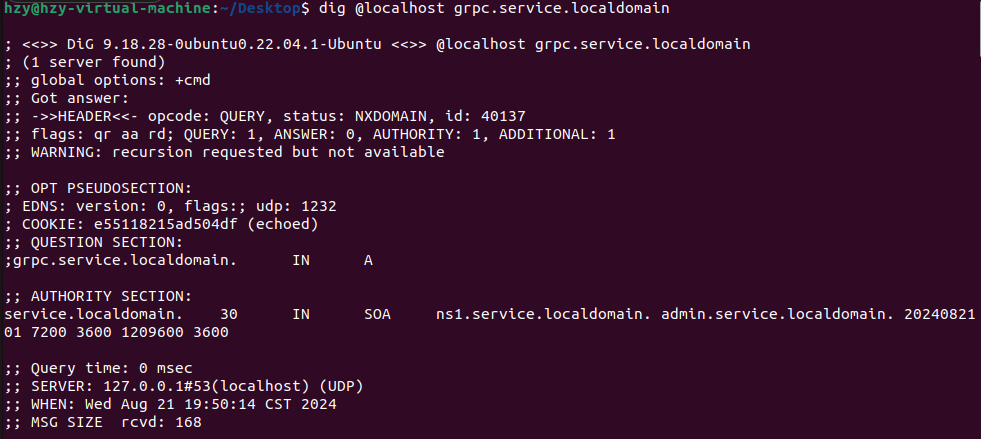 hzy@hzy-virtual-machine:~/Desktop$ dig @localhost grpc.service.localdomain
; <<>> DiG 9.18.28-0ubuntu0.22.04.1-Ubuntu <<>> @localhost grpc.service.localdomain
; (1 server found)
;; global options: +cmd
;; Got answer:
;; ->>HEADER<<- opcode: QUERY, status: NXDOMAIN, id: 40137
;; flags: qr aa rd; QUERY: 1, ANSWER: 0, AUTHORITY: 1, ADDITIONAL: 1
;; WARNING: recursion requested but not available
;; OPT PSEUDOSECTION:
; EDNS: version: 0, flags:; udp: 1232
; COOKIE: e55118215ad504df (echoed)
;; QUESTION SECTION:
;grpc.service.localdomain.	IN	A
;; AUTHORITY SECTION:
service.localdomain.	30	IN	SOA	ns1.service.localdomain. admin.service.localdomain. 20240821
01 7200 3600 1209600 3600
;; Query time: 0 msec
;; SERVER: 127.0.0.1#53(localhost) (UDP)
;; WHEN: Wed Aug 21 19:50:14 CST 2024
;; MSG SIZE  rcvd: 168